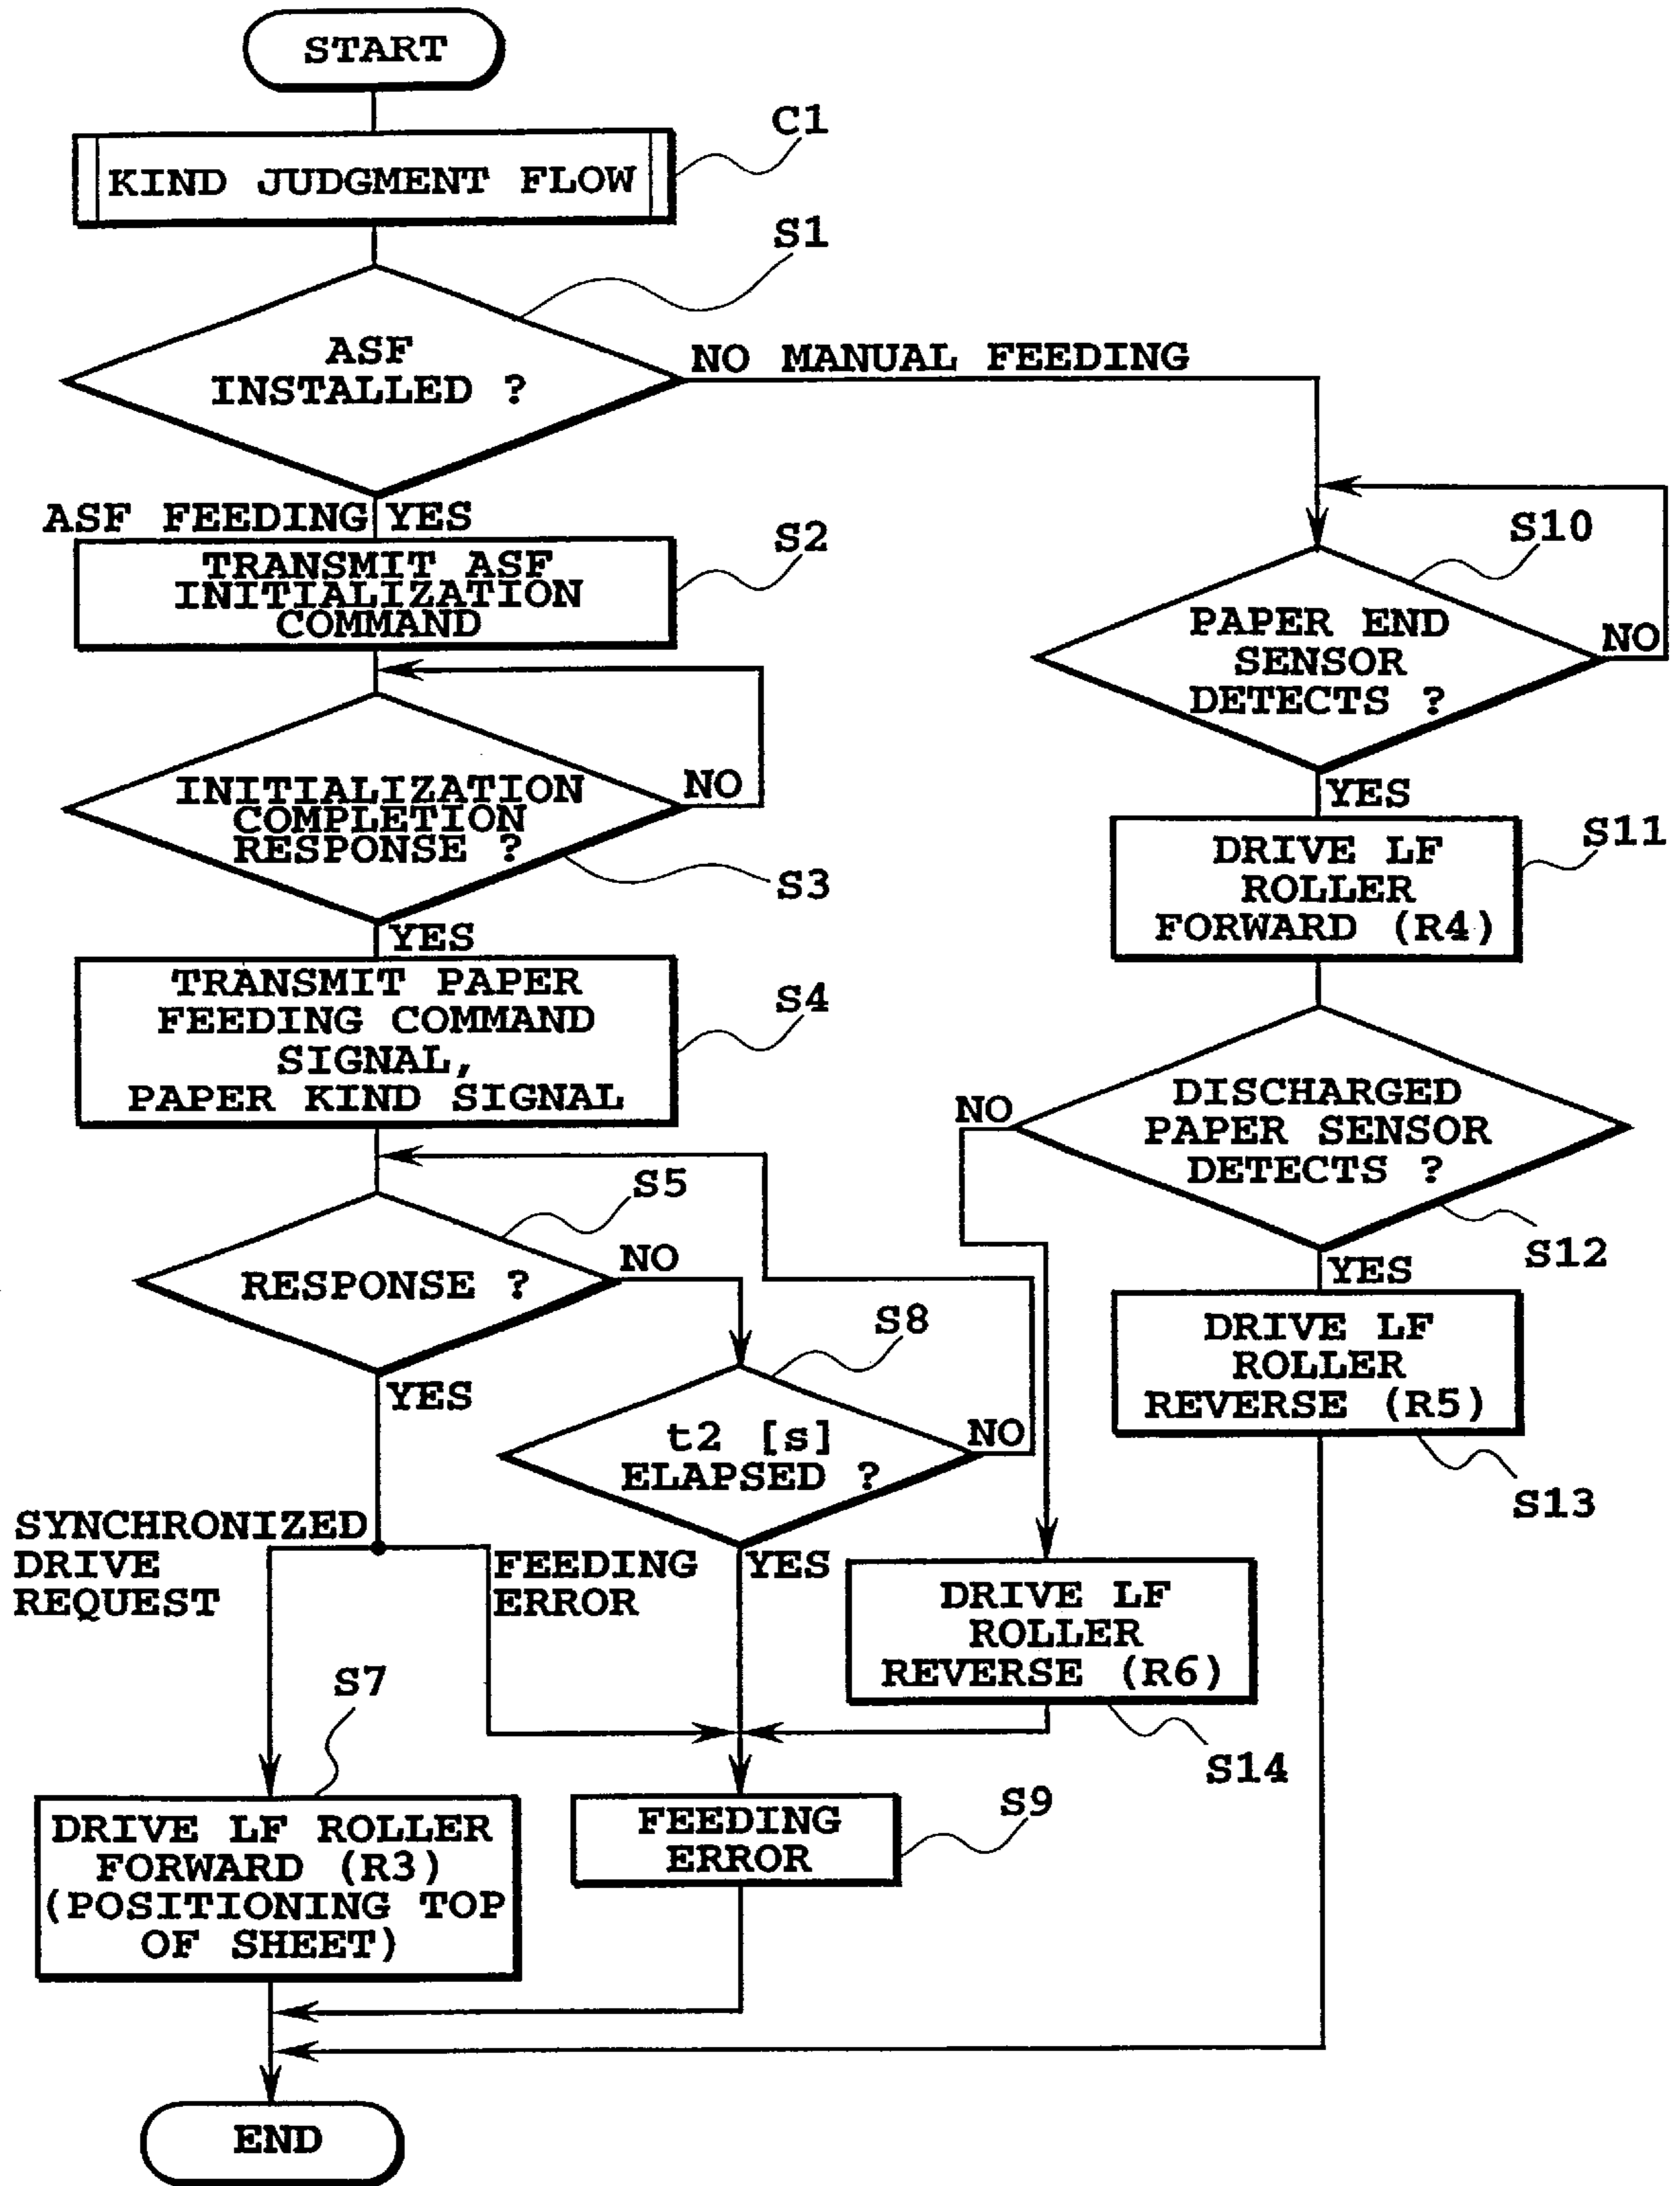 START
C1
KIND JUDGMENT FLOW
S1
ASF
INSTALLED ?
NO MANUAL FEEDING
ASF FEEDING YES
S2
TRANSMIT ASF
INITIALIZATION
COMMAND
INITIALIZATION
COMPLETION
RESPONSE ?
NO
S3
YES
TRANSMIT PAPER
FEEDING COMMAND
SIGNAL,
PAPER KIND SIGNAL
S4
S5
RESPONSE ?
NO
YES
S8
t2 [s]
ELAPSED ?
NO
YES
SYNCHRONIZED
DRIVE
REQUEST
FEEDING
ERROR
S7
DRIVE LF ROLLER
FORWARD (R3)
(POSITIONING TOP
OF SHEET)
FEEDING
ERROR
S9
S10
PAPER END
SENSOR
DETECTS ?
NO
YES
S11
DRIVE LF
ROLLER
FORWARD (R4)
DISCHARGED
PAPER SENSOR
DETECTS ?
NO
S12
YES
DRIVE LF
ROLLER
REVERSE (R5)
S13
DRIVE LF
ROLLER
REVERSE (R6)
S14
END